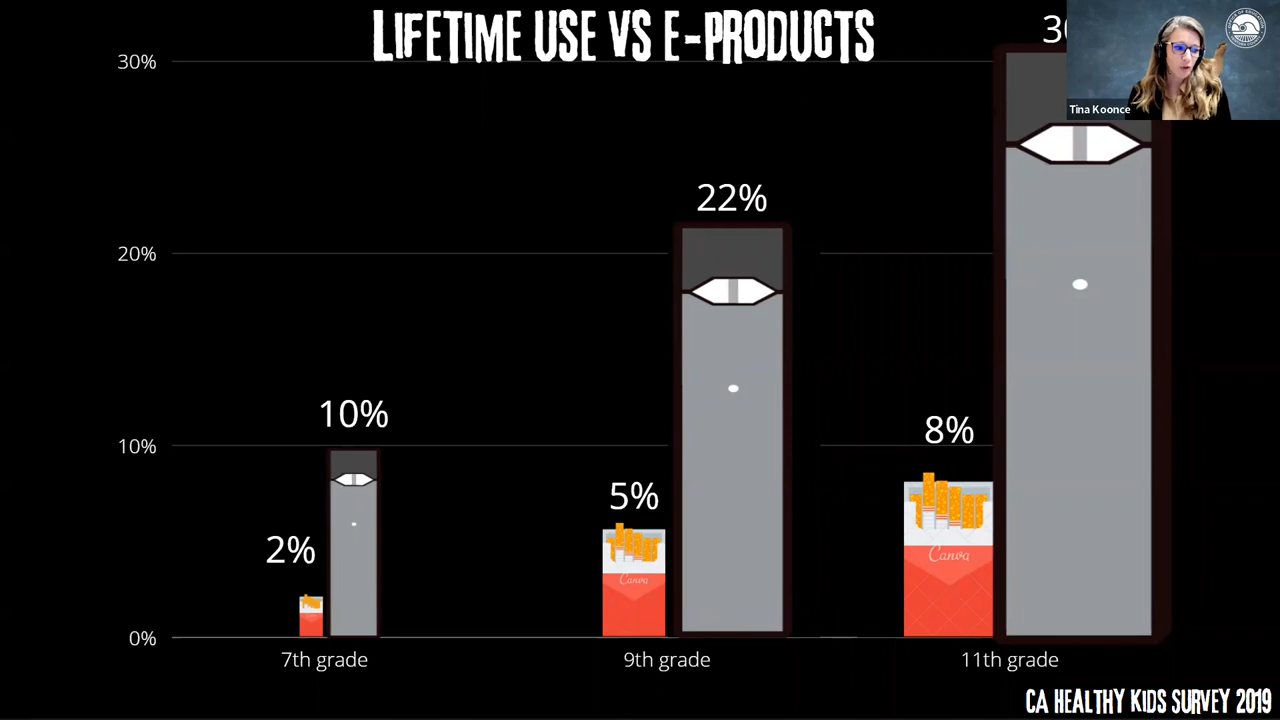 LIFETIME USE VS E-PRODUCTS
30%
Tina Koonce
22%
20%
10%
8%
10%
5%
2%
Canva
Canva
0%
7th grade
9th grade
11th grade
CA HEALTHY KIDS SURVEY 2019